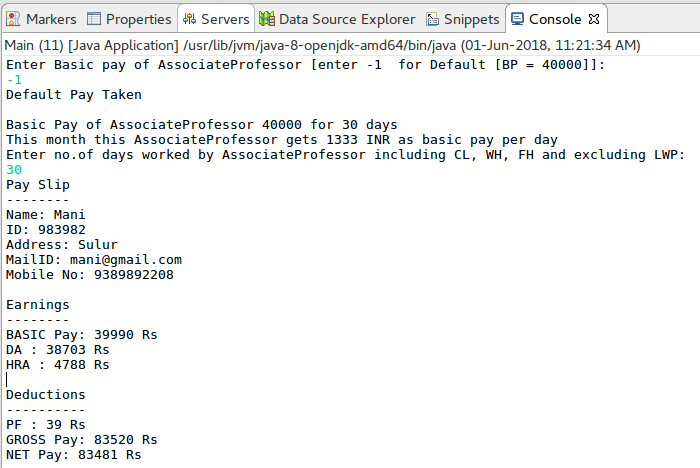 Markers Properties Servers Data Source Explorer Snippets Console
Main (11) [Java Application] /usr/lib/jvm/java-8-openjdk-amd64/bin/java (01-Jun-2018, 11:21:34 AM)
Enter Basic pay of AssociateProfessor [enter -1  for Default [BP = 40000]]:
-1
Default Pay Taken
Basic Pay of AssociateProfessor 40000 for 30 days
This month this AssociateProfessor gets 1333 INR as basic pay per day
Enter no.of days worked by AssociateProfessor including CL, WH, FH and excluding LWP:
30
Pay Slip
--------
Name: Mani
ID: 983982
Address: Sulur
MailID: mani@gmail.com
Mobile No: 9389892208
Earnings
--------
BASIC Pay: 39990 Rs
DA : 38703 Rs
HRA : 4788 Rs
Deductions
----------
PF : 39 Rs
GROSS Pay: 83520 Rs
NET Pay: 83481 Rs